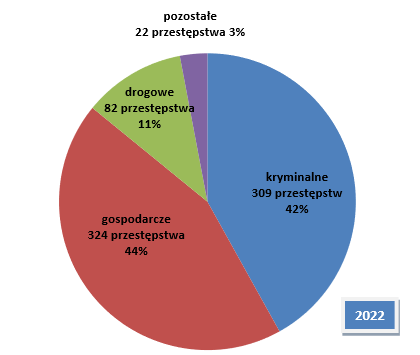 pozostałe
22 przestępstwa 3%
drogowe
82 przestępstwa
11%
kryminalne
309 przestępstw
42%
gospodarcze
324 przestępstwa
44%
2022